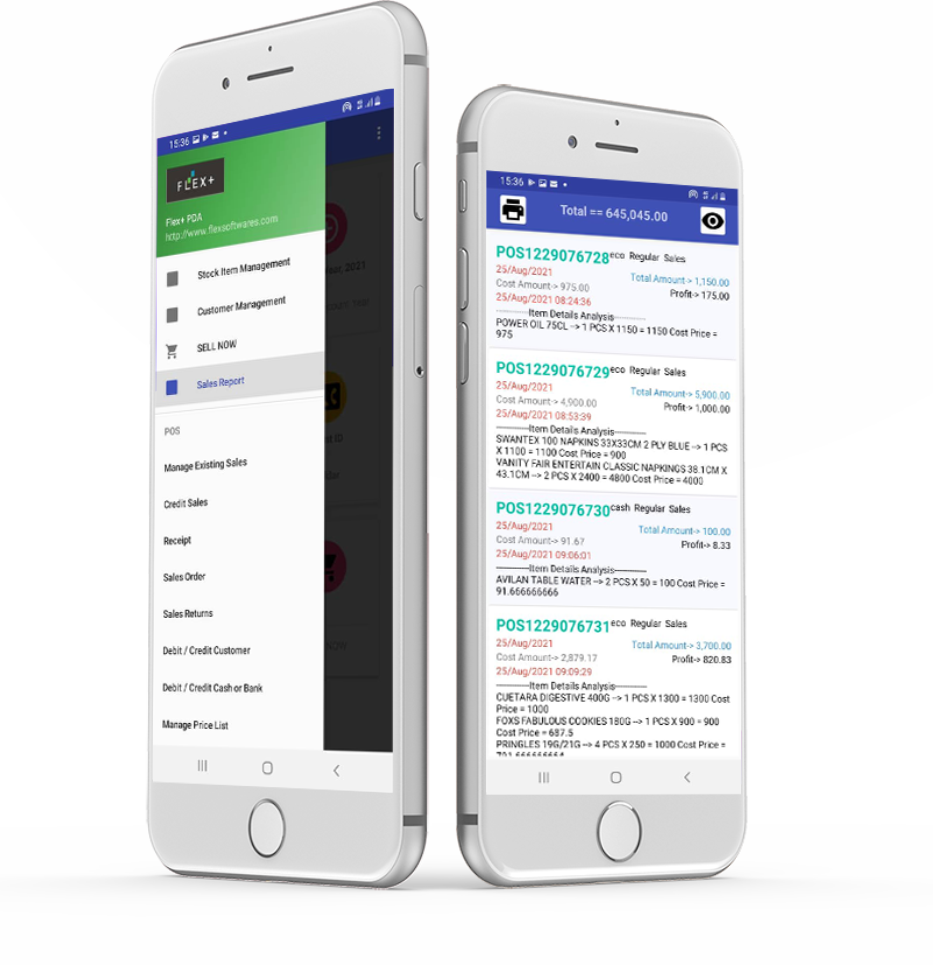 15:36
FLEX+
Flex+ PDA
http://www.flexsoftwares.com
Stock Item Management
Customer Management
SELL NOW
Sales Report
POS
Manage Existing Sales
Credit Sales
Receipt
Sales Order
Sales Returns
Debit / Credit Customer
Debit / Credit Cash or Bank
Manage Price List
2021
15:36
Total == 645,045.00
POS1229076728 eco Regular Sales
25/Aug/2021 Total Amount-> 1,150.00
Cost Amount-> 975.00 Profit-> 175.00
25/Aug/2021 08:24:36
----------Item Details Analysis----------
POWER OIL 75CL --> 1 PCS X 1150 = 1150 Cost Price =
975
POS1229076729 eco Regular Sales
25/Aug/2021 Total Amount-> 5,900.00
Cost Amount-> 4,900.00 Profit-> 1,000.00
25/Aug/2021 08:53:39
----------Item Details Analysis----------
SWANTEX 100 NAPKINS 33X33CM 2 PLY BLUE --> 1 PCS
X 1100 = 1100 Cost Price = 900
VANITY FAIR ENTERTAIN CLASSIC NAPKINGS 38.1CM X
43.1CM --> 2 PCS X 2400 = 4800 Cost Price = 4000
POS1229076730 cash Regular Sales
25/Aug/2021 Total Amount-> 100.00
Cost Amount-> 91.67 Profit-> 8.33
25/Aug/2021 09:06:01
----------Item Details Analysis----------
AVILAN TABLE WATER --> 2 PCS X 50 = 100 Cost Price =
91.666666666
POS1229076731 eco Regular Sales
25/Aug/2021 Total Amount-> 3,700.00
Cost Amount-> 2,879.17 Profit-> 820.83
25/Aug/2021 09:09:29
----------Item Details Analysis----------
CUETARA DIGESTIVE 400G --> 1 PCS X 1300 = 1300 Cost
Price = 1000
FOXS FABULOUS COOKIES 180G --> 1 PCS X 900 = 900
Cost Price = 687.5
PRINGLES 19G/21G --> 4 PCS X 250 = 1000 Cost Price =